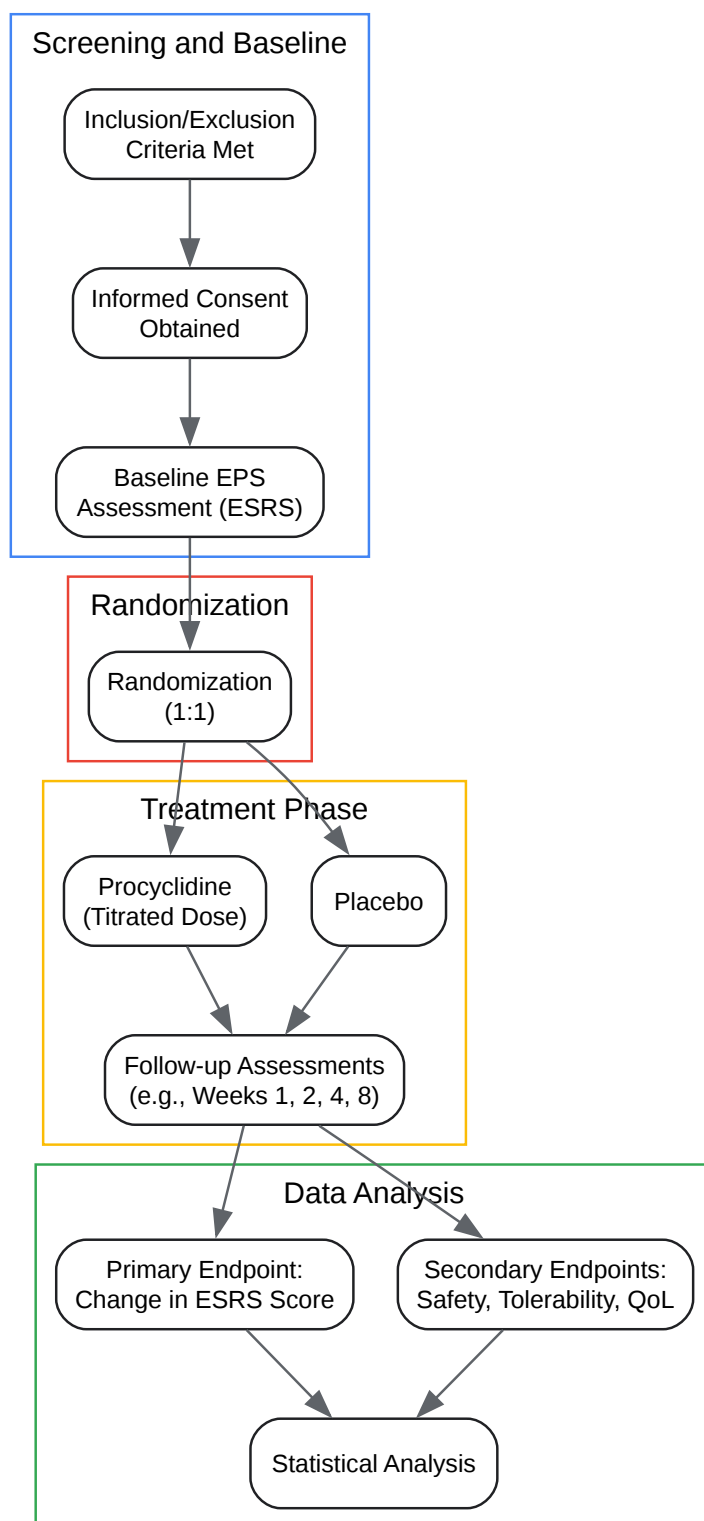 Screening and Baseline
Inclusion/Exclusion
Criteria Met
Informed Consent
Obtained
Baseline EPS
Assessment (ESRS)
Randomization
Randomization
(1:1)
Treatment Phase
Procyclidine
(Titrated Dose)
Placebo
Follow-up Assessments
(e.g., Weeks 1, 2, 4, 8)
Data Analysis
Primary Endpoint:
Change in ESRS Score
Secondary Endpoints:
Safety, Tolerability, QoL
Statistical Analysis